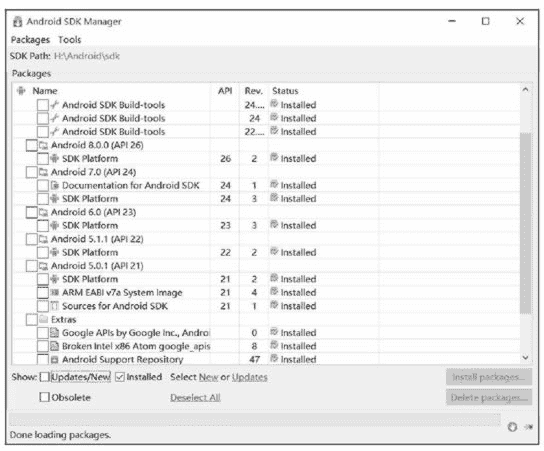 Android SDK Manager
Packages Tools
SDK Path: H:\Android\sdk
Packages
Name API Rev. Status
Android SDK Build-tools 24.... Installed
Android SDK Build-tools 24 Installed
Android SDK Build-tools 22.... Installed
Android 8.0.0 (API 26)
SDK Platform 26 2 Installed
Android 7.0 (API 24)
Documentation for Android SDK 24 1 Installed
SDK Platform 24 3 Installed
Android 6.0 (API 23)
SDK Platform 23 3 Installed
Android 5.1.1 (API 22)
SDK Platform 22 2 Installed
Android 5.0.1 (API 21)
SDK Platform 21 2 Installed
ARM EABI v7a System Image 21 4 Installed
Sources for Android SDK 21 1 Installed
Extras
Google APIs by Google Inc., Androi 0 Installed
Broken Intel x86 Atom google_apis 8 Installed
Android Support Repository 47 Installed
Show: Updates/New Installed Select New or Updates Install packages...
Obsolete Deselect All Delete packages...
Done loading packages.